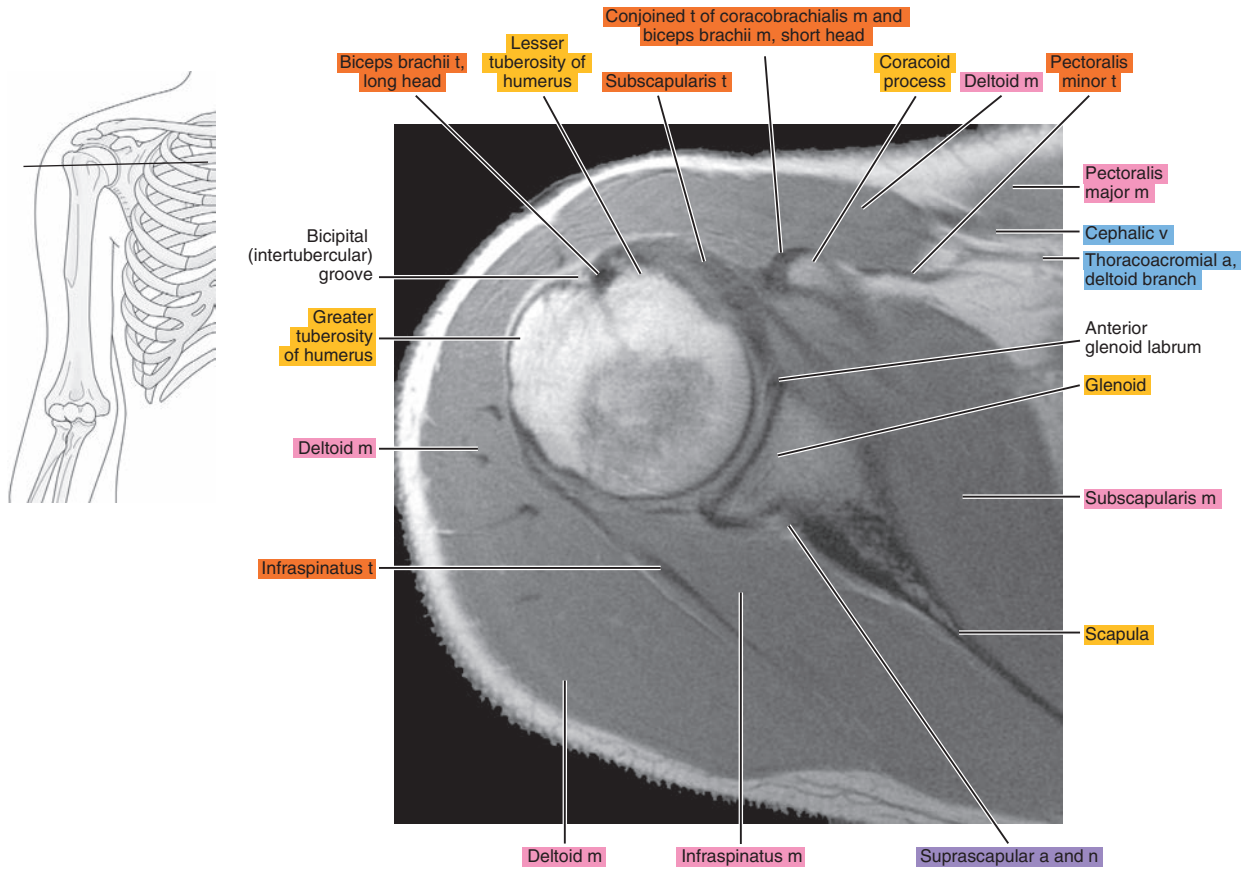 Conjoined t of coracobrachialis m and
biceps brachii m, short head
Biceps brachii t,
long head
Lesser
tuberosity of
humerus
Subscapularis t
Coracoid
process
Deltoid m
Pectoralis
minor t
Pectoralis
major m
Cephalic v
Thoracoacromial a,
deltoid branch
Anterior
glenoid labrum
Glenoid
Subscapularis m
Scapula
Bicipital
(intertubercular)
groove
Greater
tuberosity
of humerus
Deltoid m
Infraspinatus t
Deltoid m
Infraspinatus m
Suprascapular a and n